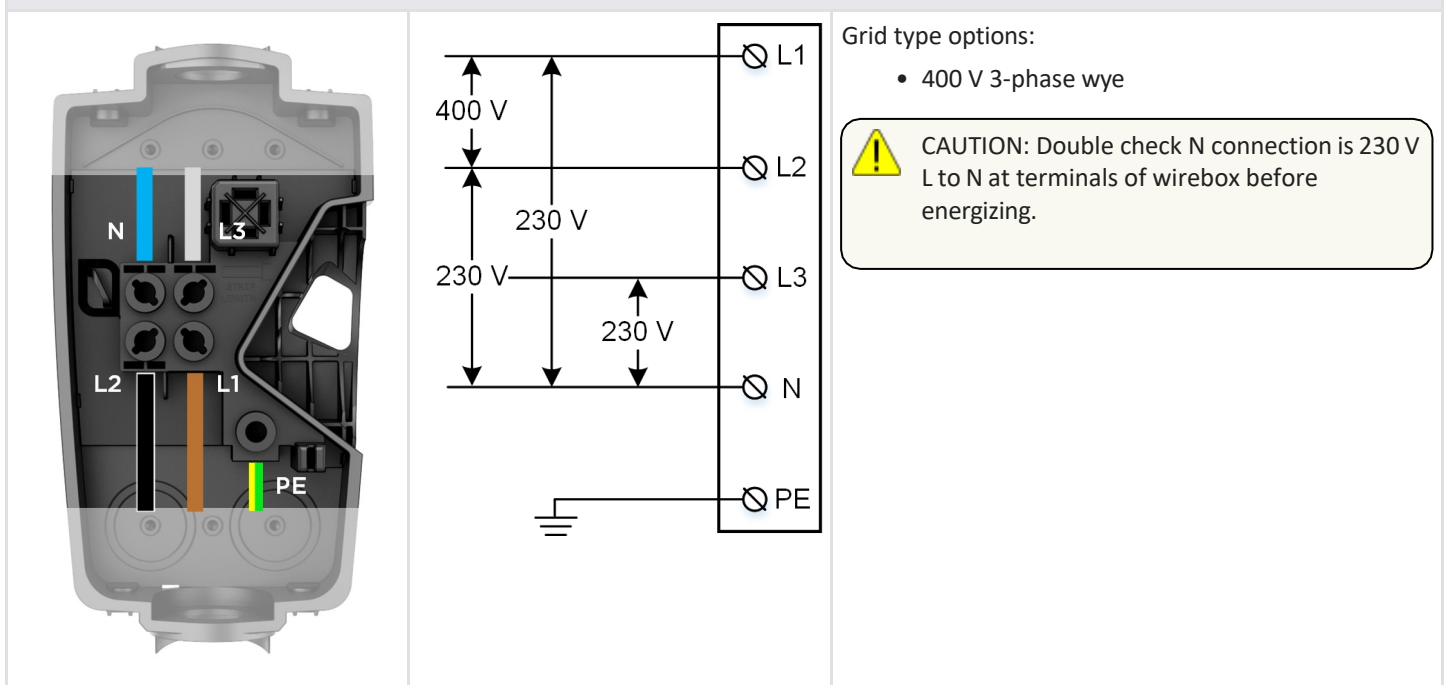 N
L3
L2
L1
PE
L1
400 V
L2
230 V
230 V
L3
230 V
N
PE
Grid type options:
• 400 V 3-phase wye
CAUTION: Double check N connection is 230 V
L to N at terminals of wirebox before
energizing.